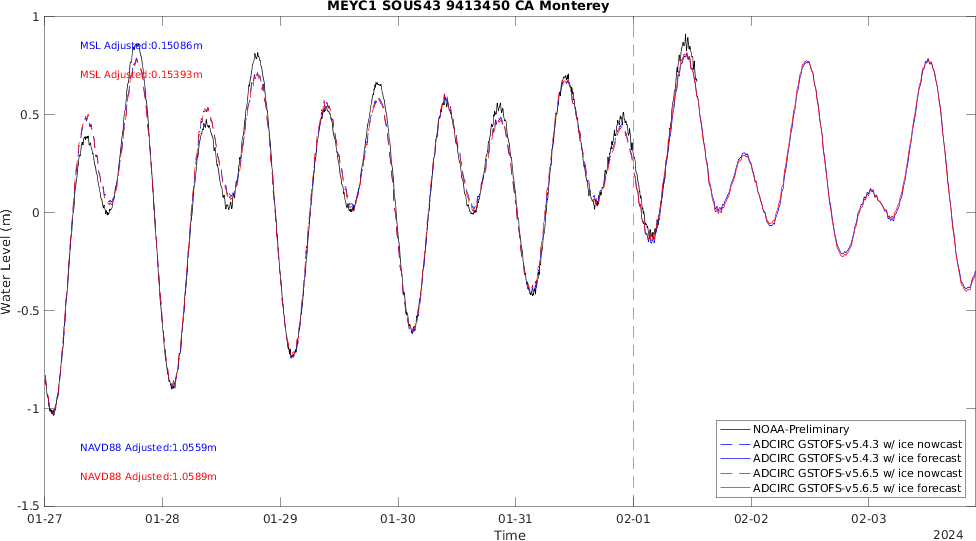 MEYC1 SOUS43 9413450 CA Monterey
MSL Adjusted:0.15086m
MSL Adjusted:0.15393m
NAVD88 Adjusted:1.0559m
NAVD88 Adjusted:1.0589m
Water Level (m)
1
0.5
0
-0.5
-1
-1.5
NOAA-Preliminary
ADCIRC GSTOFS-v5.4.3 w/ ice nowcast
ADCIRC GSTOFS-v5.4.3 w/ ice forecast
ADCIRC GSTOFS-v5.6.5 w/ ice nowcast
ADCIRC GSTOFS-v5.6.5 w/ ice forecast
01-27 01-28 01-29 01-30 01-31 02-01 02-02 02-03
Time
2024